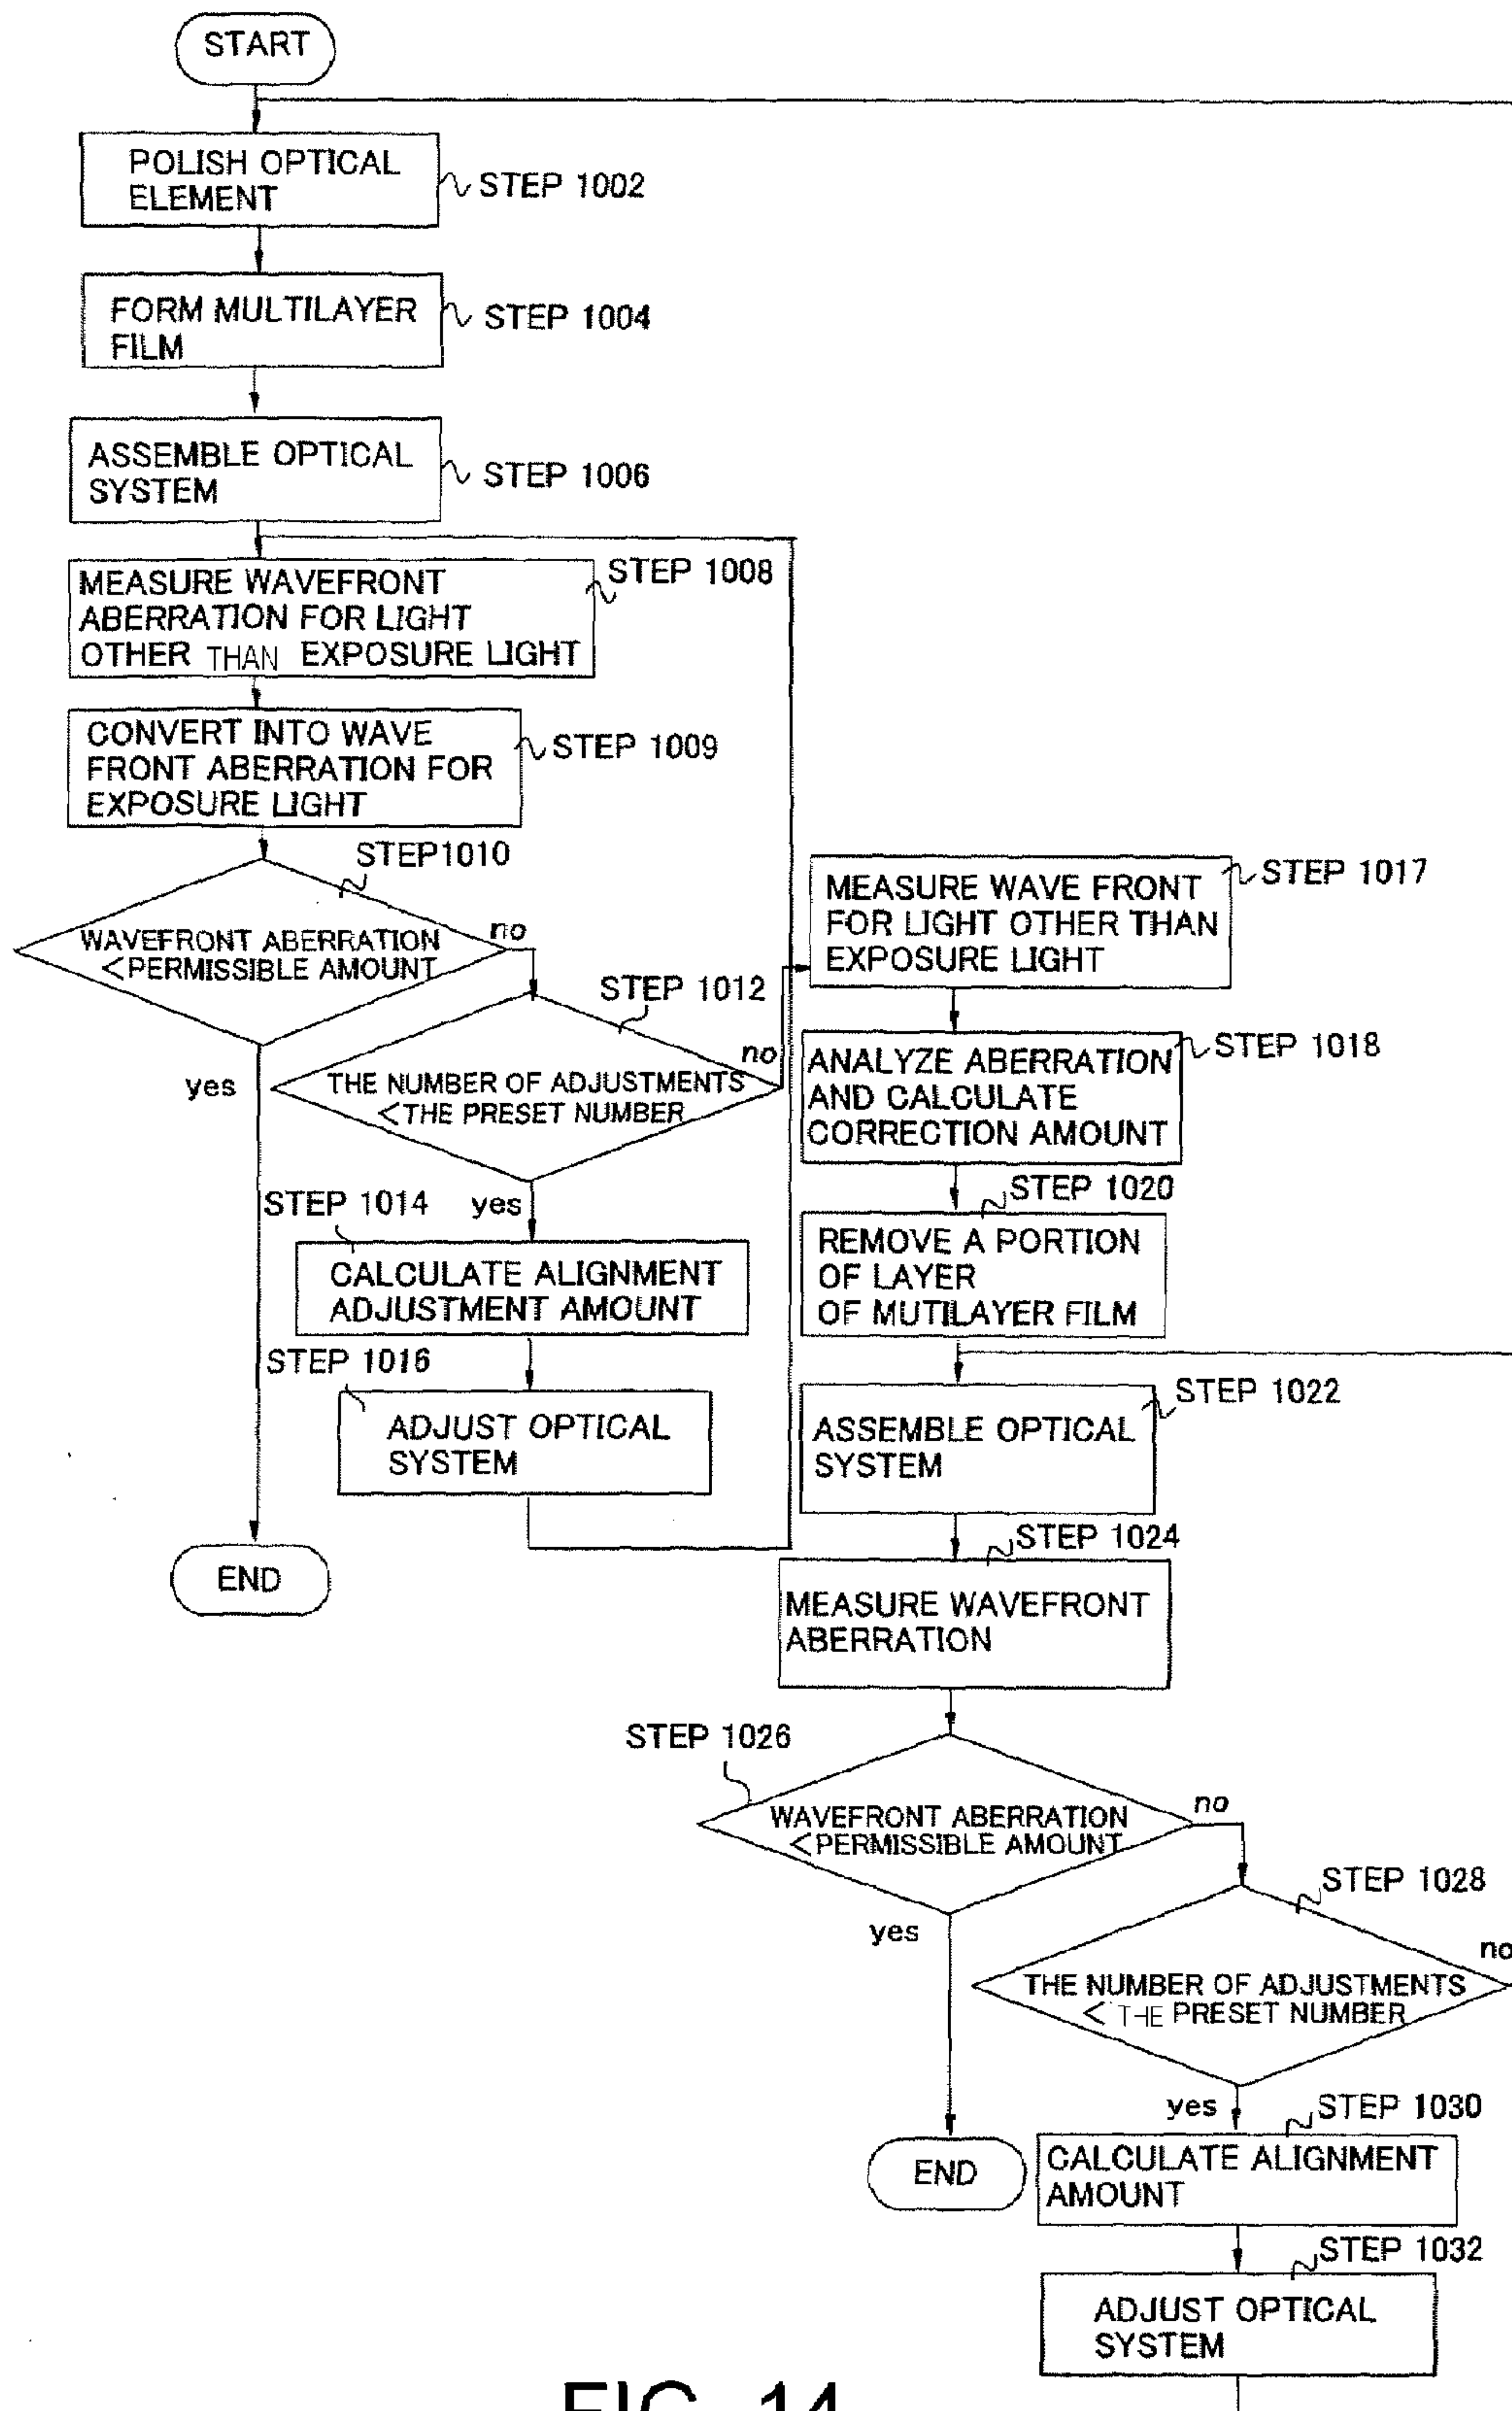 START
POLISH OPTICAL
ELEMENT
STEP 1002
FORM MULTILAYER
FILM
STEP 1004
ASSEMBLE OPTICAL
SYSTEM
STEP 1006
MEASURE WAVEFRONT
ABERRATION FOR LIGHT
OTHER THAN EXPOSURE LIGHT
STEP 1008
CONVERT INTO WAVE
FRONT ABERRATION FOR
EXPOSURE LIGHT
STEP 1009
STEP1010
WAVEFRONT ABERRATION
<PERMISSIBLE AMOUNT
no
yes
STEP 1012
THE NUMBER OF ADJUSTMENTS
<THE PRESET NUMBER
no
yes
STEP 1014
CALCULATE ALIGNMENT
ADJUSTMENT AMOUNT
STEP 1016
ADJUST OPTICAL
SYSTEM
END
MEASURE WAVE FRONT
FOR LIGHT OTHER THAN
EXPOSURE LIGHT
STEP 1017
ANALYZE ABERRATION
AND CALCULATE
CORRECTION AMOUNT
STEP 1018
STEP 1020
REMOVE A PORTION
OF LAYER
OF MUTILAYER FILM
STEP 1022
ASSEMBLE OPTICAL
SYSTEM
STEP 1024
MEASURE WAVEFRONT
ABERRATION
STEP 1026
WAVEFRONT ABERRATION
<PERMISSIBLE AMOUNT
no
yes
STEP 1028
THE NUMBER OF ADJUSTMENTS
<THE PRESET NUMBER
no
yes
END
STEP 1030
CALCULATE ALIGNMENT
AMOUNT
STEP 1032
ADJUST OPTICAL
SYSTEM
FIG. 14